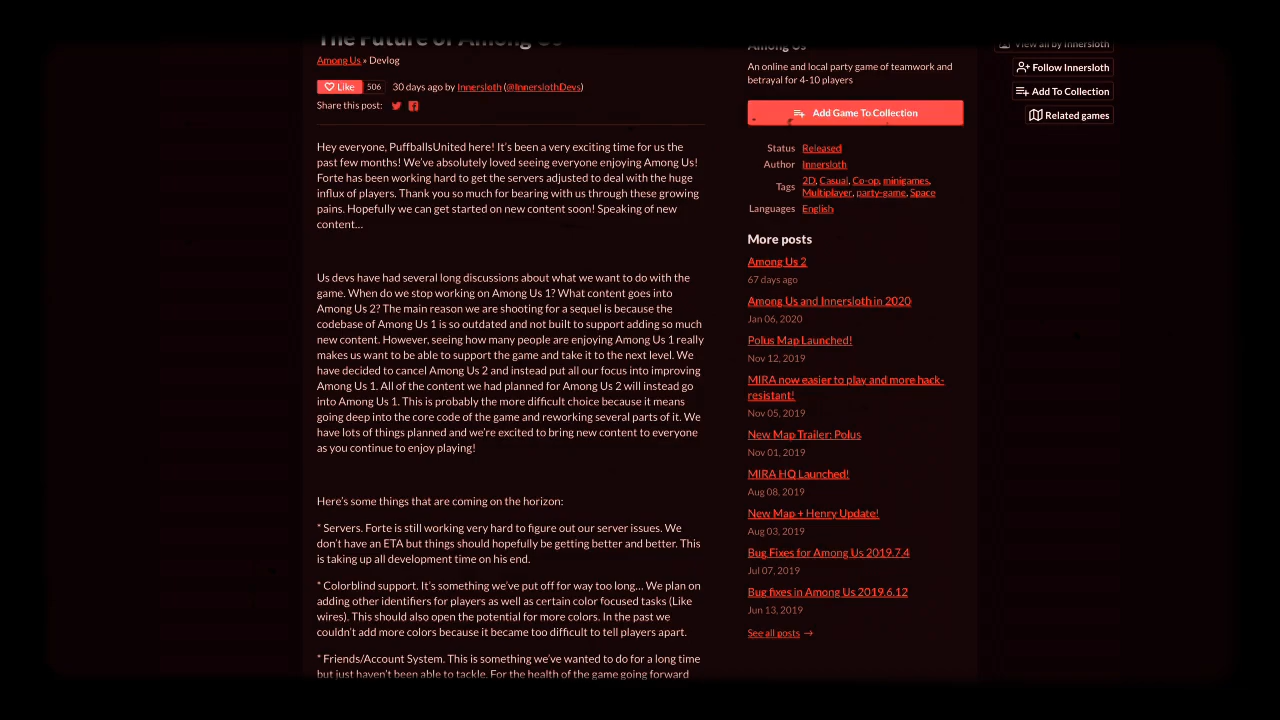 The Future of Among Us
Among Us » Devlog
Like 506 30 days ago by Innersloth (@InnerslothDevs)
Share this post:
Hey everyone, PuffballsUnited here! It's been a very exciting time for us the
past few months! We've absolutely loved seeing everyone enjoying Among Us!
Forte has been working hard to get the servers adjusted to deal with the huge
influx of players. Thank you so much for bearing with us through these growing
pains. Hopefully we can get started on new content soon! Speaking of new
content…
Us devs have had several long discussions about what we want to do with the
game. When do we stop working on Among Us 1? What content goes into
Among Us 2? The main reason we are shooting for a sequel is because the
codebase of Among Us 1 is so outdated and not built to support adding so much
new content. However, seeing how many people are enjoying Among Us 1 really
makes us want to be able to support the game and take it to the next level. We
have decided to cancel Among Us 2 and instead put all our focus into improving
Among Us 1. All of the content we had planned for Among Us 2 will instead go
into Among Us 1. This is probably the more difficult choice because it means
going deep into the core code of the game and reworking several parts of it. We
have lots of things planned and we're excited to bring new content to everyone
as you continue to enjoy playing!
Here's some things that are coming on the horizon:
* Servers. Forte is still working very hard to figure out our server issues. We
don't have an ETA but things should hopefully be getting better and better. This
is taking up all development time on his end.
* Colorblind support. It's something we've put off for way too long… We plan on
adding other identifiers for players as well as certain color focused tasks (Like
wires). This should also open the potential for more colors. In the past we
couldn't add more colors because it became too difficult to tell players apart.
* Friends/Account System. This is something we've wanted to do for a long time
but just haven't been able to tackle. For the health of the game going forward
Among Us
An online and local party game of teamwork and
betrayal for 4-10 players
Add Game To Collection
Status Released
Author Innersloth
Tags 2D, Casual, Co-op, minigames,
Multiplayer, party-game, Space
Languages English
More posts
Among Us 2
67 days ago
Among Us and Innersloth in 2020
Jan 06, 2020
Polus Map Launched!
Nov 12, 2019
MIRA now easier to play and more hack-
resistant!
Nov 05, 2019
New Map Trailer: Polus
Nov 01, 2019
MIRA HQ Launched!
Aug 08, 2019
New Map + Henry Update!
Aug 03, 2019
Bug Fixes for Among Us 2019.7.4
Jul 07, 2019
Bug fixes in Among Us 2019.6.12
Jun 13, 2019
See all posts →
View all by Innersloth
Follow Innersloth
Add To Collection
Related games